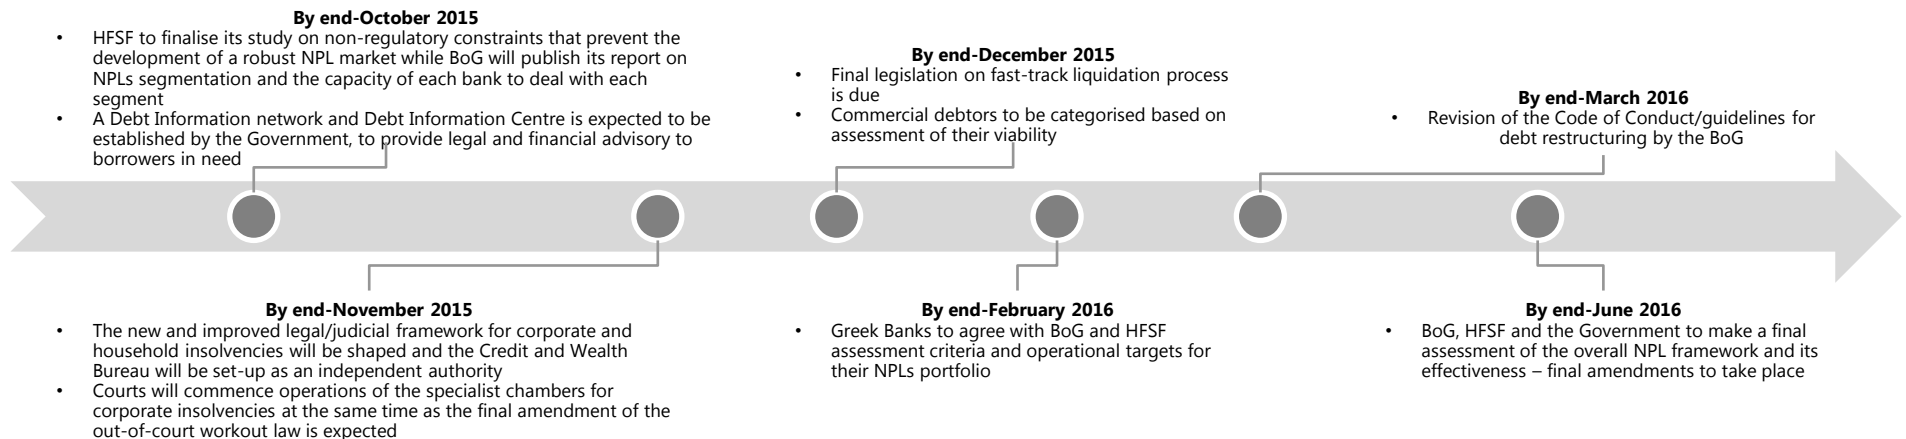 By end-October 2015
• HFSF to finalise its study on non-regulatory constraints that prevent the
development of a robust NPL market while BoG will publish its report on
NPLs segmentation and the capacity of each bank to deal with each
segment
• A Debt Information network and Debt Information Centre is expected to be
established by the Government, to provide legal and financial advisory to
borrowers in need
By end-December 2015
• Final legislation on fast-track liquidation process
is due
• Commercial debtors to be categorised based on
assessment of their viability
By end-March 2016
• Revision of the Code of Conduct/guidelines for
debt restructuring by the BoG
By end-November 2015
• The new and improved legal/judicial framework for corporate and
household insolvencies will be shaped and the Credit and Wealth
Bureau will be set-up as an independent authority
• Courts will commence operations of the specialist chambers for
corporate insolvencies at the same time as the final amendment of the
out-of-court workout law is expected
By end-February 2016
• Greek Banks to agree with BoG and HFSF
assessment criteria and operational targets for
their NPLs portfolio
By end-June 2016
• BoG, HFSF and the Government to make a final
assessment of the overall NPL framework and its
effectiveness – final amendments to take place